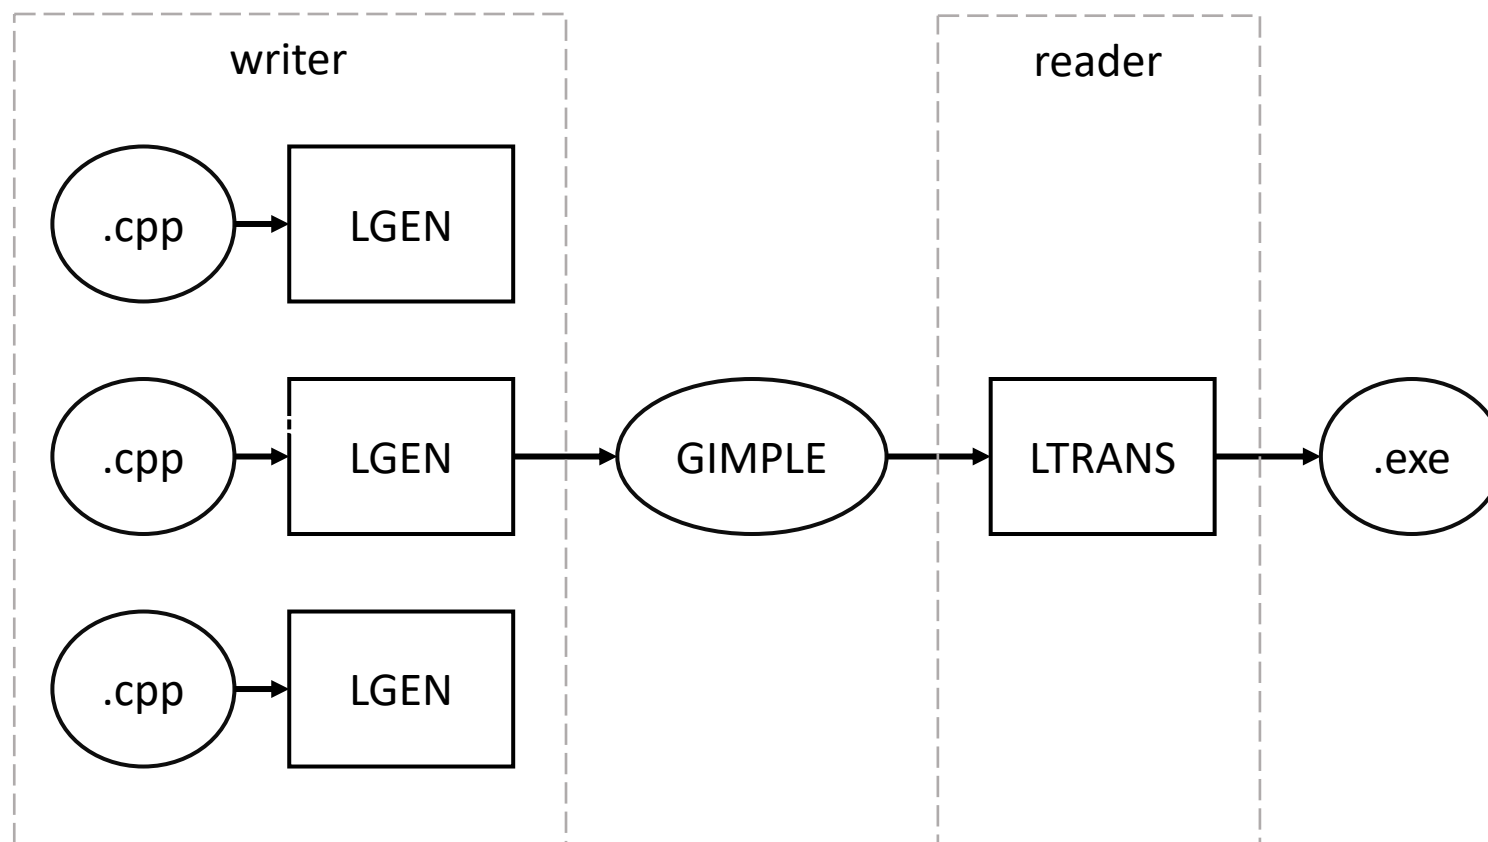 writer
reader
.cpp
LGEN
.cpp
LGEN
GIMPLE
LTRANS
.exe
.cpp
LGEN